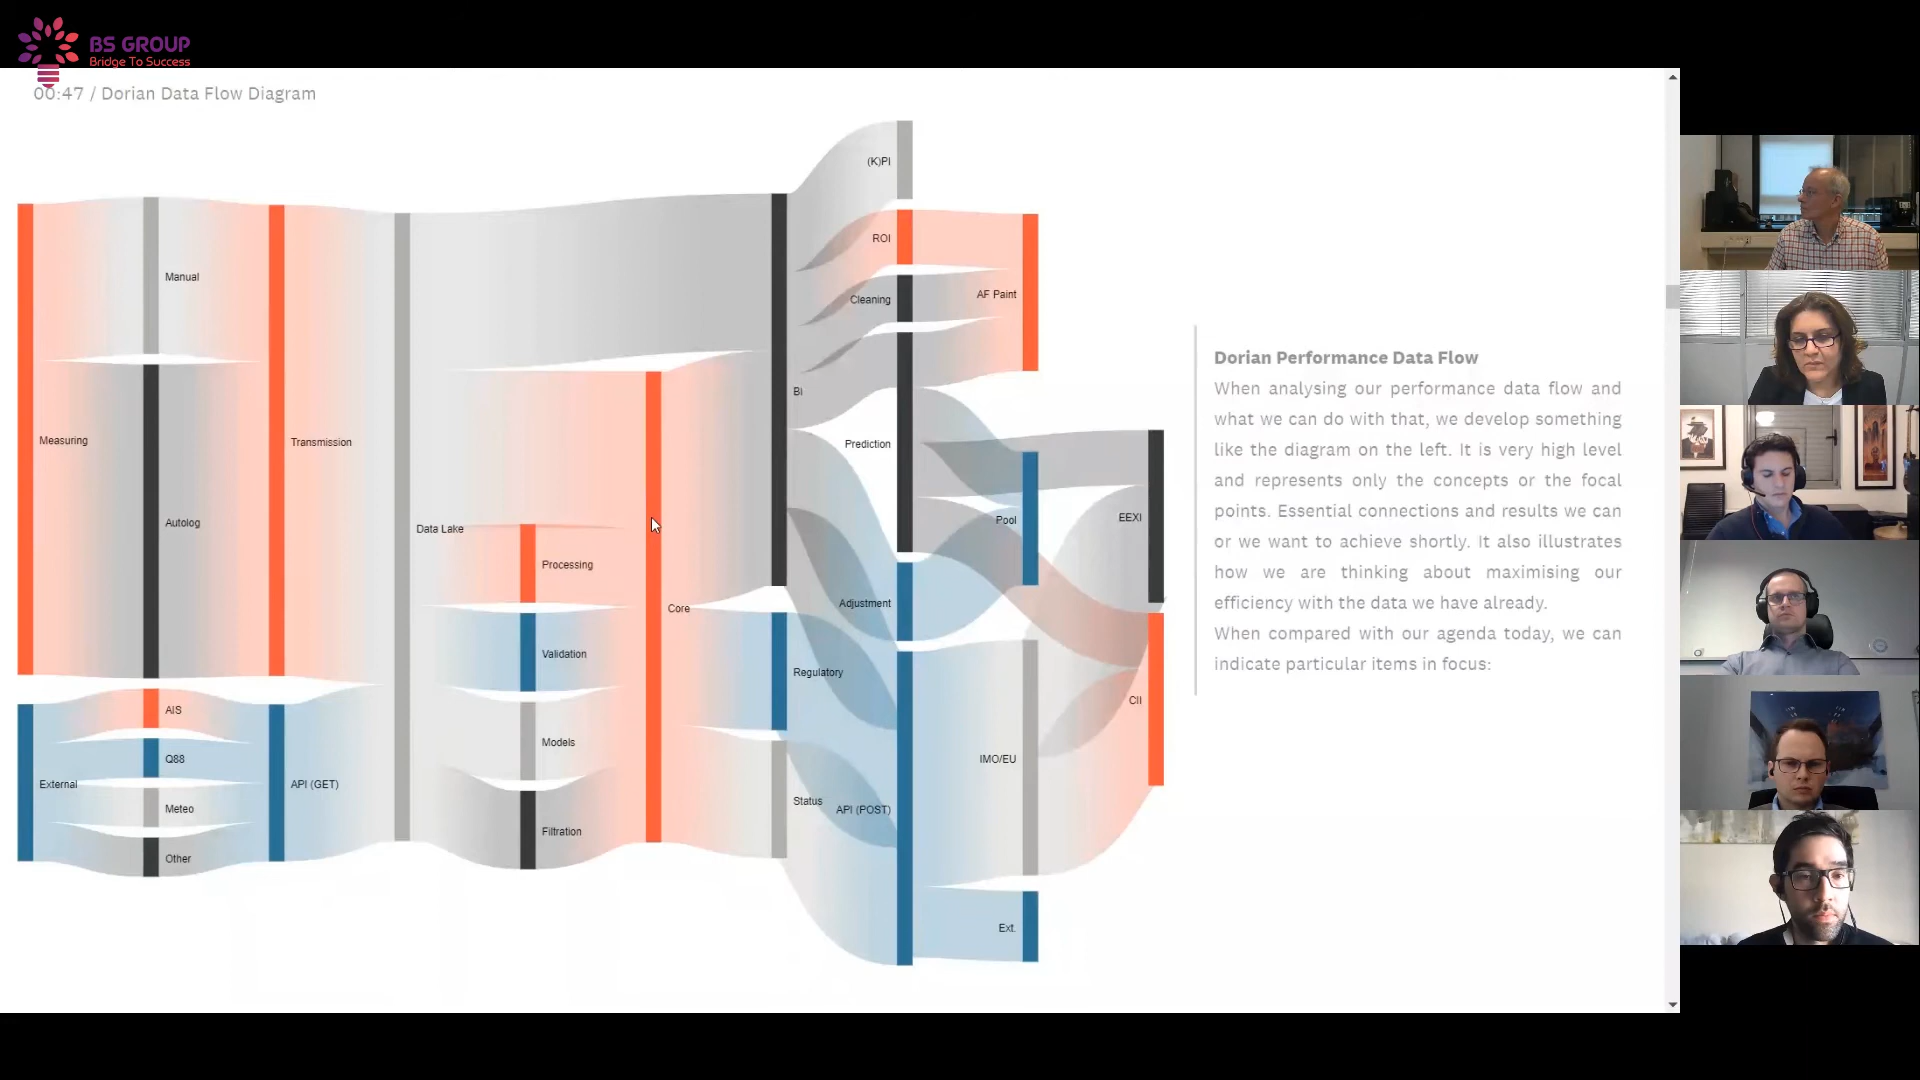 BS GROUP
Bridge To Success
00:47 / Dorian Data Flow Diagram
(K)PI
ROI
Manual
AF Paint
Cleaning
BI
Measuring
Transmission
Prediction
Autolog
Data Lake
Pool
EEXI
Processing
Core
Adjustment
Validation
Regulatory
CII
AIS
Models
Q88
IMO/EU
External
API (GET)
Status
Meteo
API (POST)
Filtration
Other
Ext.
Dorian Performance Data Flow
When analysing our performance data flow and
what we can do with that, we develop something
like the diagram on the left. It is very high level
and represents only the concepts or the focal
points. Essential connections and results we can
or we want to achieve shortly. It also illustrates
how we are thinking about maximising our
efficiency with the data we have already.
When compared with our agenda today, we can
indicate particular items in focus: